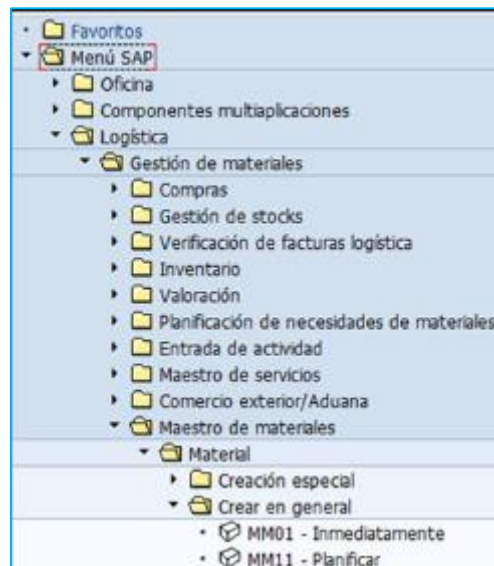 Favoritos
Menú SAP
Oficina
Componentes multiaplicaciones
Logística
Gestión de materiales
Compras
Gestión de stocks
Verificación de facturas logística
Inventario
Valoración
Planificación de necesidades de materiales
Entrada de actividad
Maestro de servicios
Comercio exterior/Aduana
Maestro de materiales
Material
Creación especial
Crear en general
MM01 - Inmediatamente
MM11 - Planificar